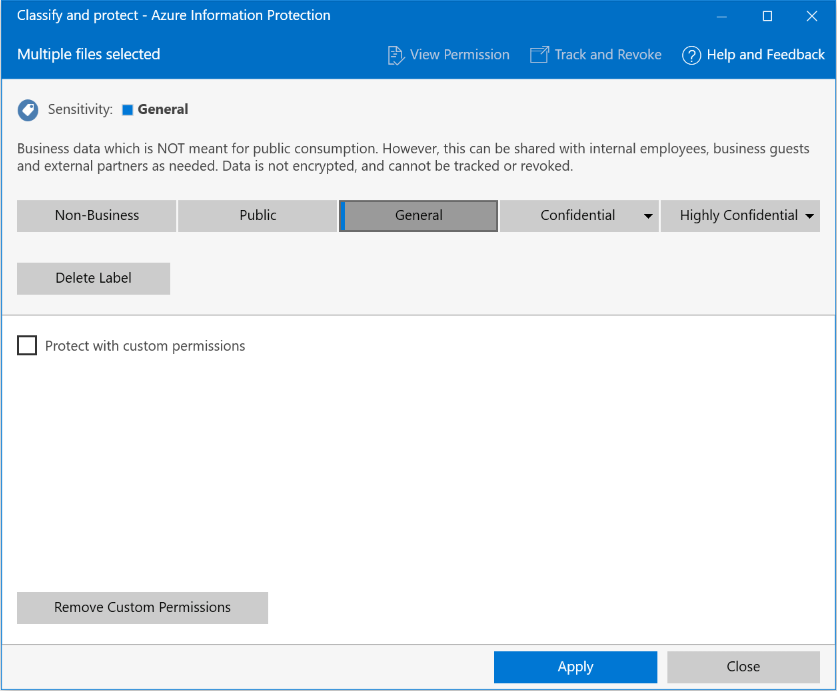 Classify and protect - Azure Information Protection
Multiple files selected
View Permission
Track and Revoke
Help and Feedback
Sensitivity: General
Business data which is NOT meant for public consumption. However, this can be shared with internal employees, business guests
and external partners as needed. Data is not encrypted, and cannot be tracked or revoked.
Non-Business
Public
General
Confidential
Highly Confidential
Delete Label
Protect with custom permissions
Remove Custom Permissions
Apply
Close